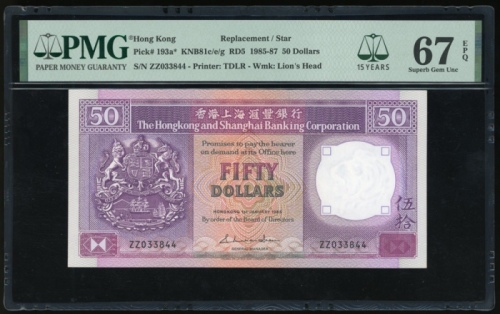 PMG
PAPER MONEY GUARANTY
#Hong Kong Replacement / Star
Pick# 193a* KNB81c/e/g RD5 1985-87 50 Dollars
S/N ZZ033844 - Printer: TDLR - Wmk: Lion's Head
15 YEARS
67 EPQ
Superb Gem Unc
50
香港上海滙豐銀行
50
The Hongkong and Shanghai Banking Corporation
Promises to pay the bearer
on demand at its Office here
FIFTY
DOLLARS
By order of the Board of Directors
伍拾
ZZ033844
ZZ033844